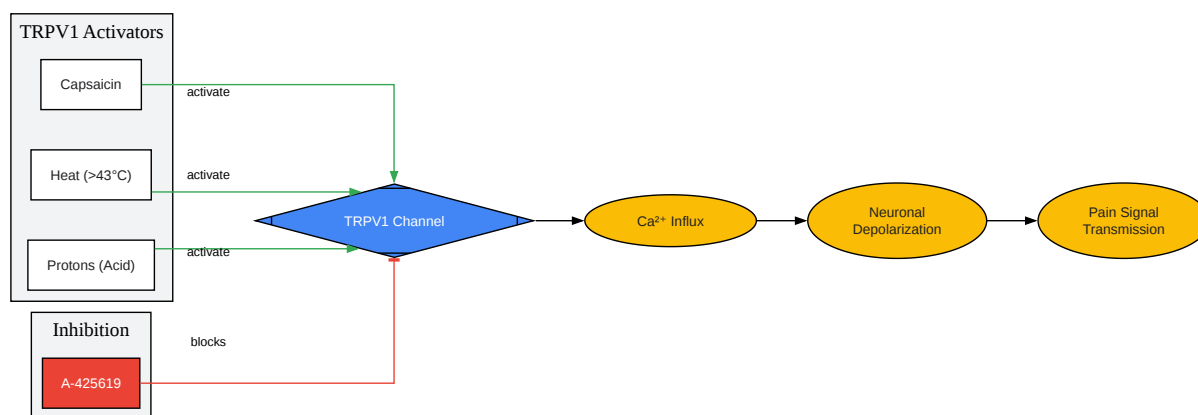 TRPV1 Activators
Capsaicin
activate
Heat (>43°C)
activate
TRPV1 Channel
Ca²⁺ Influx
Neuronal
Depolarization
Pain Signal
Transmission
Protons (Acid)
activate
Inhibition
blocks
A-425619